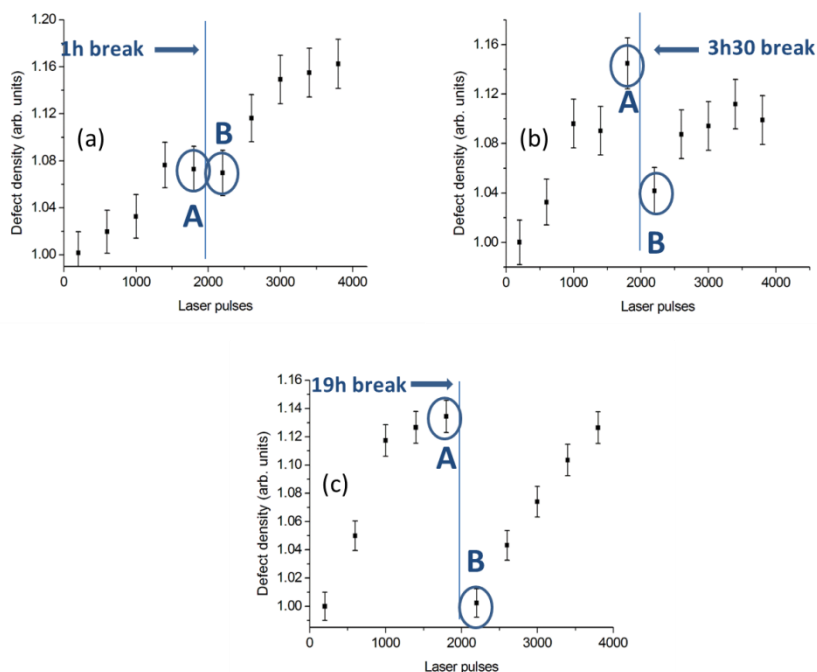 1.20
1.16
1.12
1.08
1.04
1.00
Defect density (arb. units)
1h break
(a)
B
A
0 1000 2000 3000 4000
Laser pulses
1.16
1.12
1.08
1.04
1.00
Defect density (arb. units)
3h30 break
(b)
A
B
0 1000 2000 3000 4000
Laser pulses
1.16
1.14
1.12
1.10
1.08
1.06
1.04
1.02
1.00
Defect density (arb. units)
19h break
A
(c)
B
0 1000 2000 3000 4000
Laser pulses